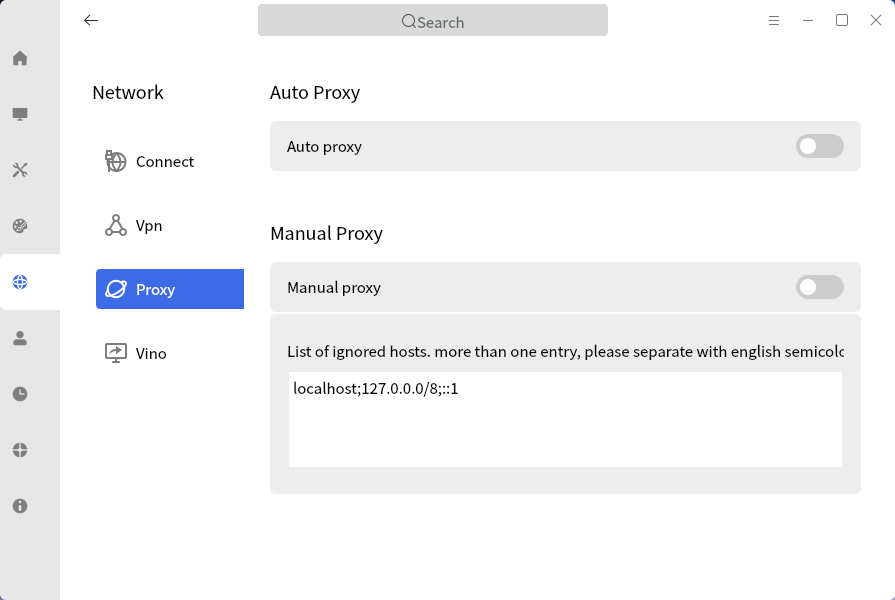 Search
Network
Connect
Vpn
Proxy
Vino
Auto Proxy
Auto proxy
Manual Proxy
Manual proxy
List of ignored hosts. more than one entry, please separate with english semicolc
localhost;127.0.0.0/8;::1